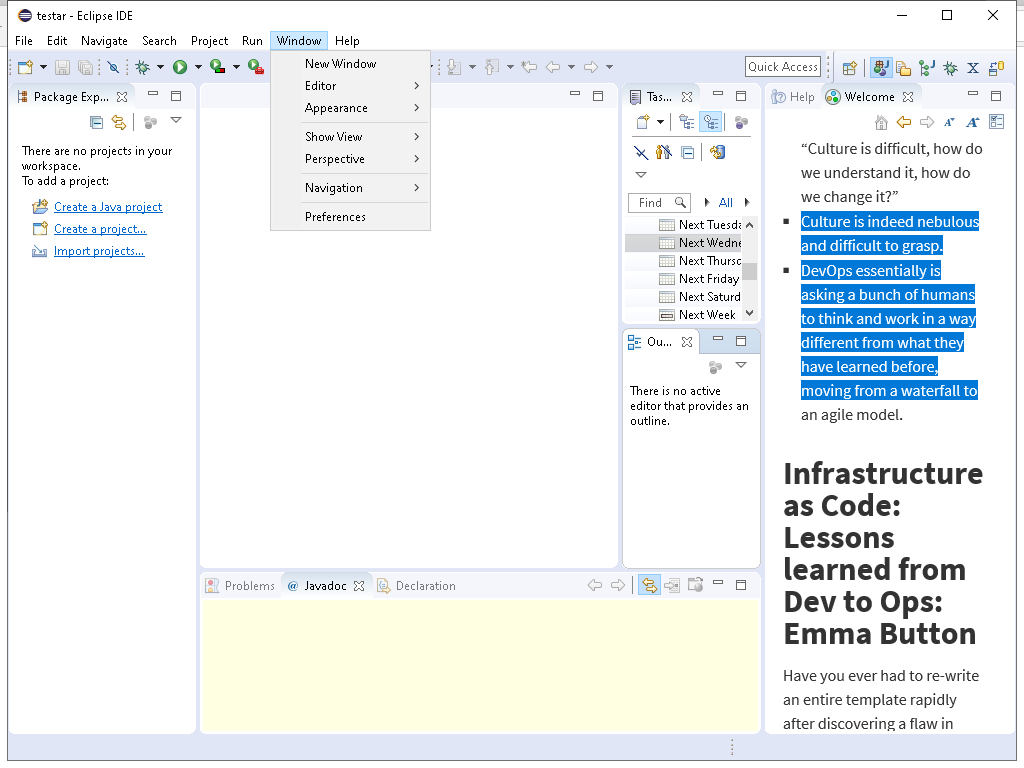 testar - Eclipse IDE
File Edit Navigate Search Project Run Window Help
New Window
Editor
Appearance
Show View
Perspective
Navigation
Preferences
Quick Access
Package Exp...
There are no projects in your
workspace.
To add a project:
Create a Java project
Create a project...
Import projects...
Tas...
Find
All
Next Tuesda
Next Wedne
Next Thursd
Next Friday
Next Saturd
Next Week
Ou...
There is no active
editor that provides an
outline.
Problems @ Javadoc Declaration
Help Welcome
“Culture is difficult, how do
we understand it, how do
we change it?”
Culture is indeed nebulous
and difficult to grasp.
DevOps essentially is
asking a bunch of humans
to think and work in a way
different from what they
have learned before,
moving from a waterfall to
an agile model.
Infrastructure
as Code:
Lessons
learned from
Dev to Ops:
Emma Button
Have you ever had to re-write
an entire template rapidly
after discovering a flaw in